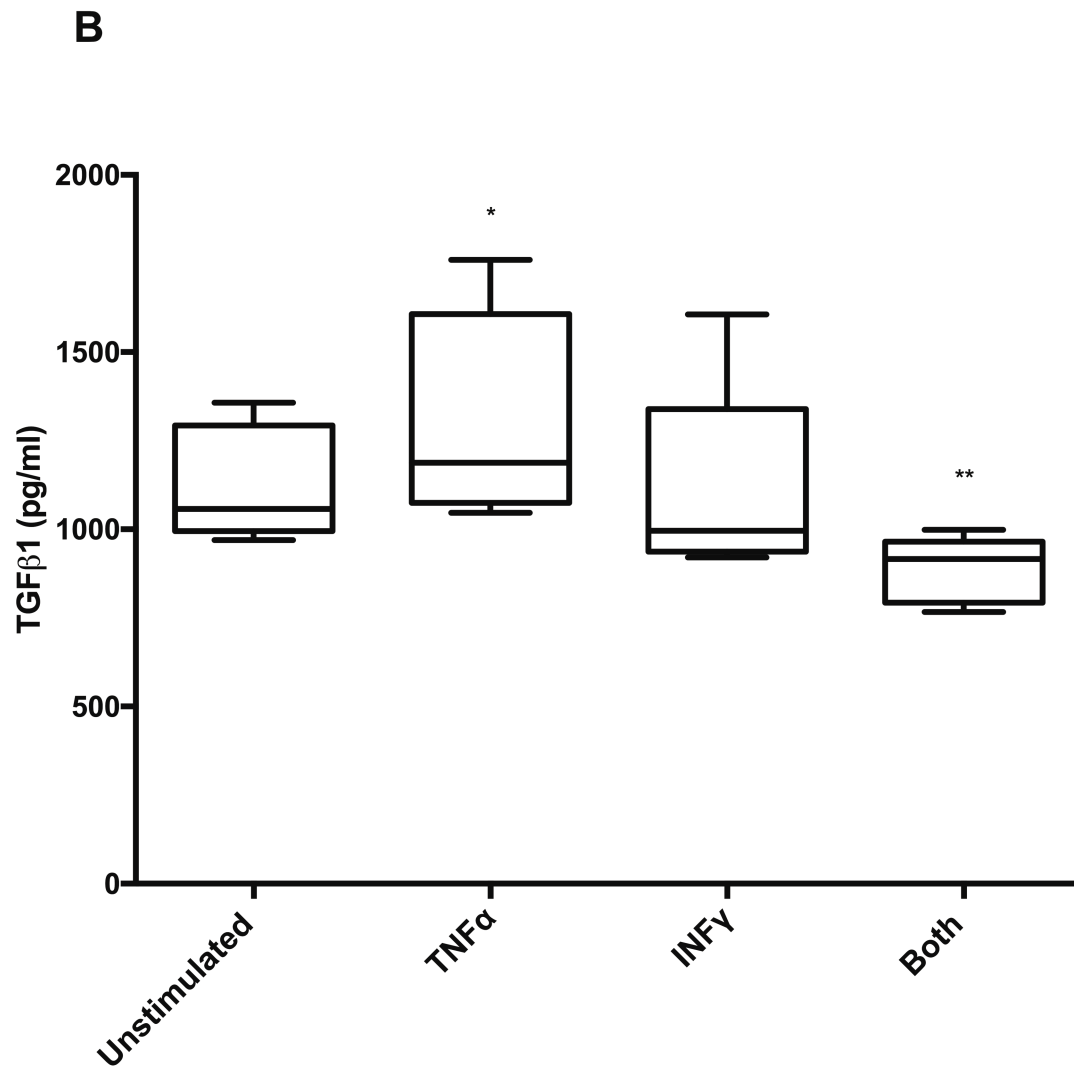 B
2000
1500
1000
500
0
TGFβ1 (pg/ml)
*
**
Unstimulated
TNFα
INFγ
Both